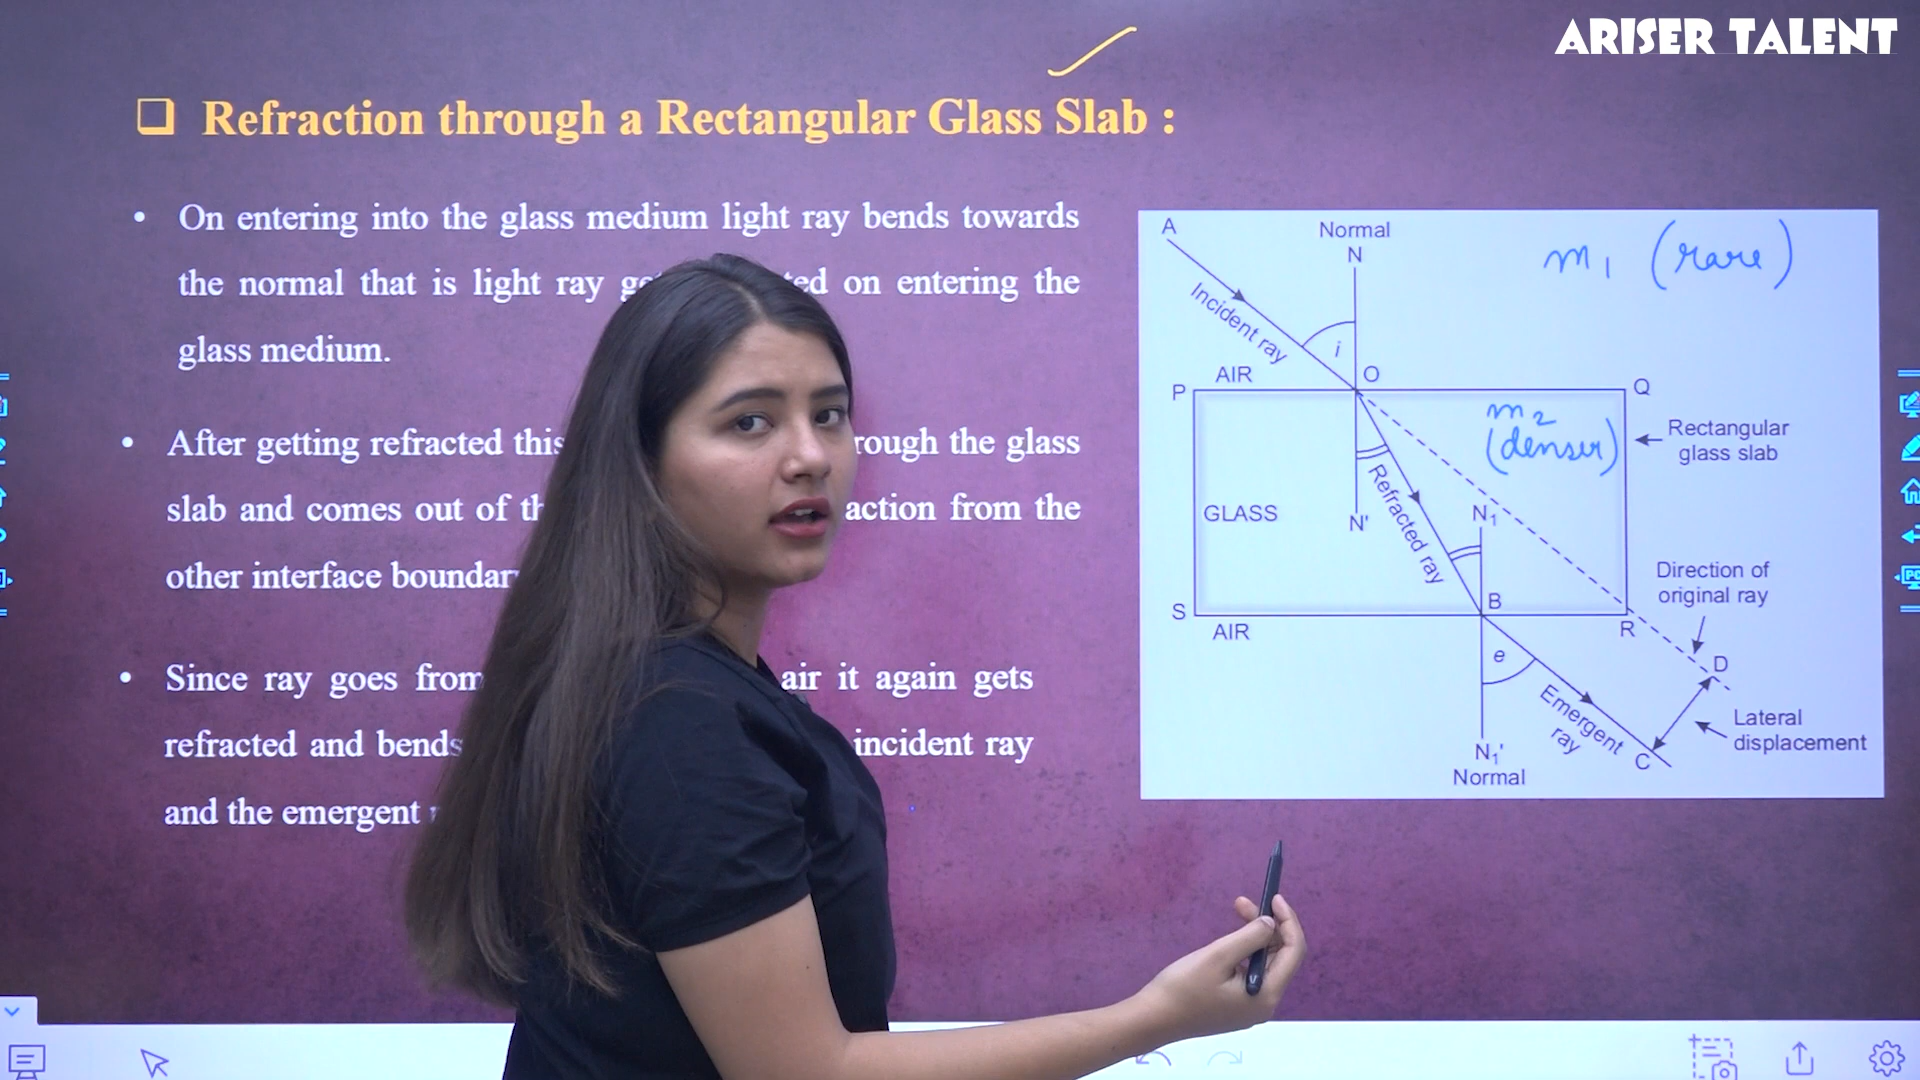 ARISER TALENT
Refraction through a Rectangular Glass Slab :
• On entering into the glass medium light ray bends towards
the normal that is light ray on entering the
glass medium.
• After getting refracted this the glass
slab and comes out of from the
other interface boundary
• Since ray goes from air it again gets
refracted and bends incident ray
and the emergent
A
Normal
N
m1 (rare)
Incident ray
i
AIR
O
P
Q
m2
(denser)
Rectangular
glass slab
GLASS
N'
Refracted ray
N1
Direction of
original ray
S
B
AIR
R
e
D
Emergent
ray
Lateral
displacement
C
N1'
Normal